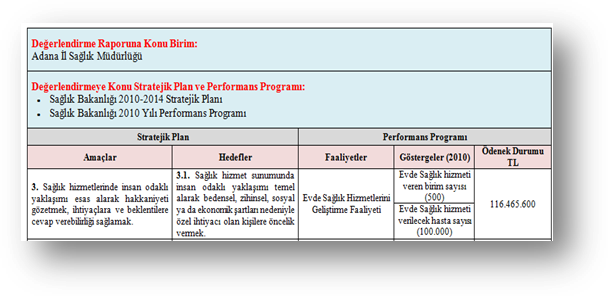 Değerlendirme Raporuna Konu Birim:
Adana İl Sağlık Müdürlüğü
Değerlendirmeye Konu Stratejik Plan ve Performans Programı:
• Sağlık Bakanlığı 2010-2014 Stratejik Planı
• Sağlık Bakanlığı 2010 Yılı Performans Programı
Stratejik Plan
Performans Programı
Amaçlar
Hedefler
Faaliyetler
Göstergeler (2010)
Ödenek Durumu
TL
3. Sağlık hizmetlerinde insan odaklı
yaklaşımı esas alarak hakkaniyeti
gözetmek, ihtiyaçlara ve beklentilere
cevap verebilirliği sağlamak.
3.1. Sağlık hizmet sunumunda
insan odaklı yaklaşımı temel
alarak bedensel, zihinsel, sosyal
ya da ekonomik şartları nedeniyle
özel ihtiyacı olan kişilere öncelik
vermek.
Evde Sağlık Hizmetlerini
Geliştirme Faaliyeti
Evde Sağlık hizmeti
veren birim sayısı
(500)
Evde Sağlık hizmeti
verilecek hasta sayısı
(100.000)
116.465.600